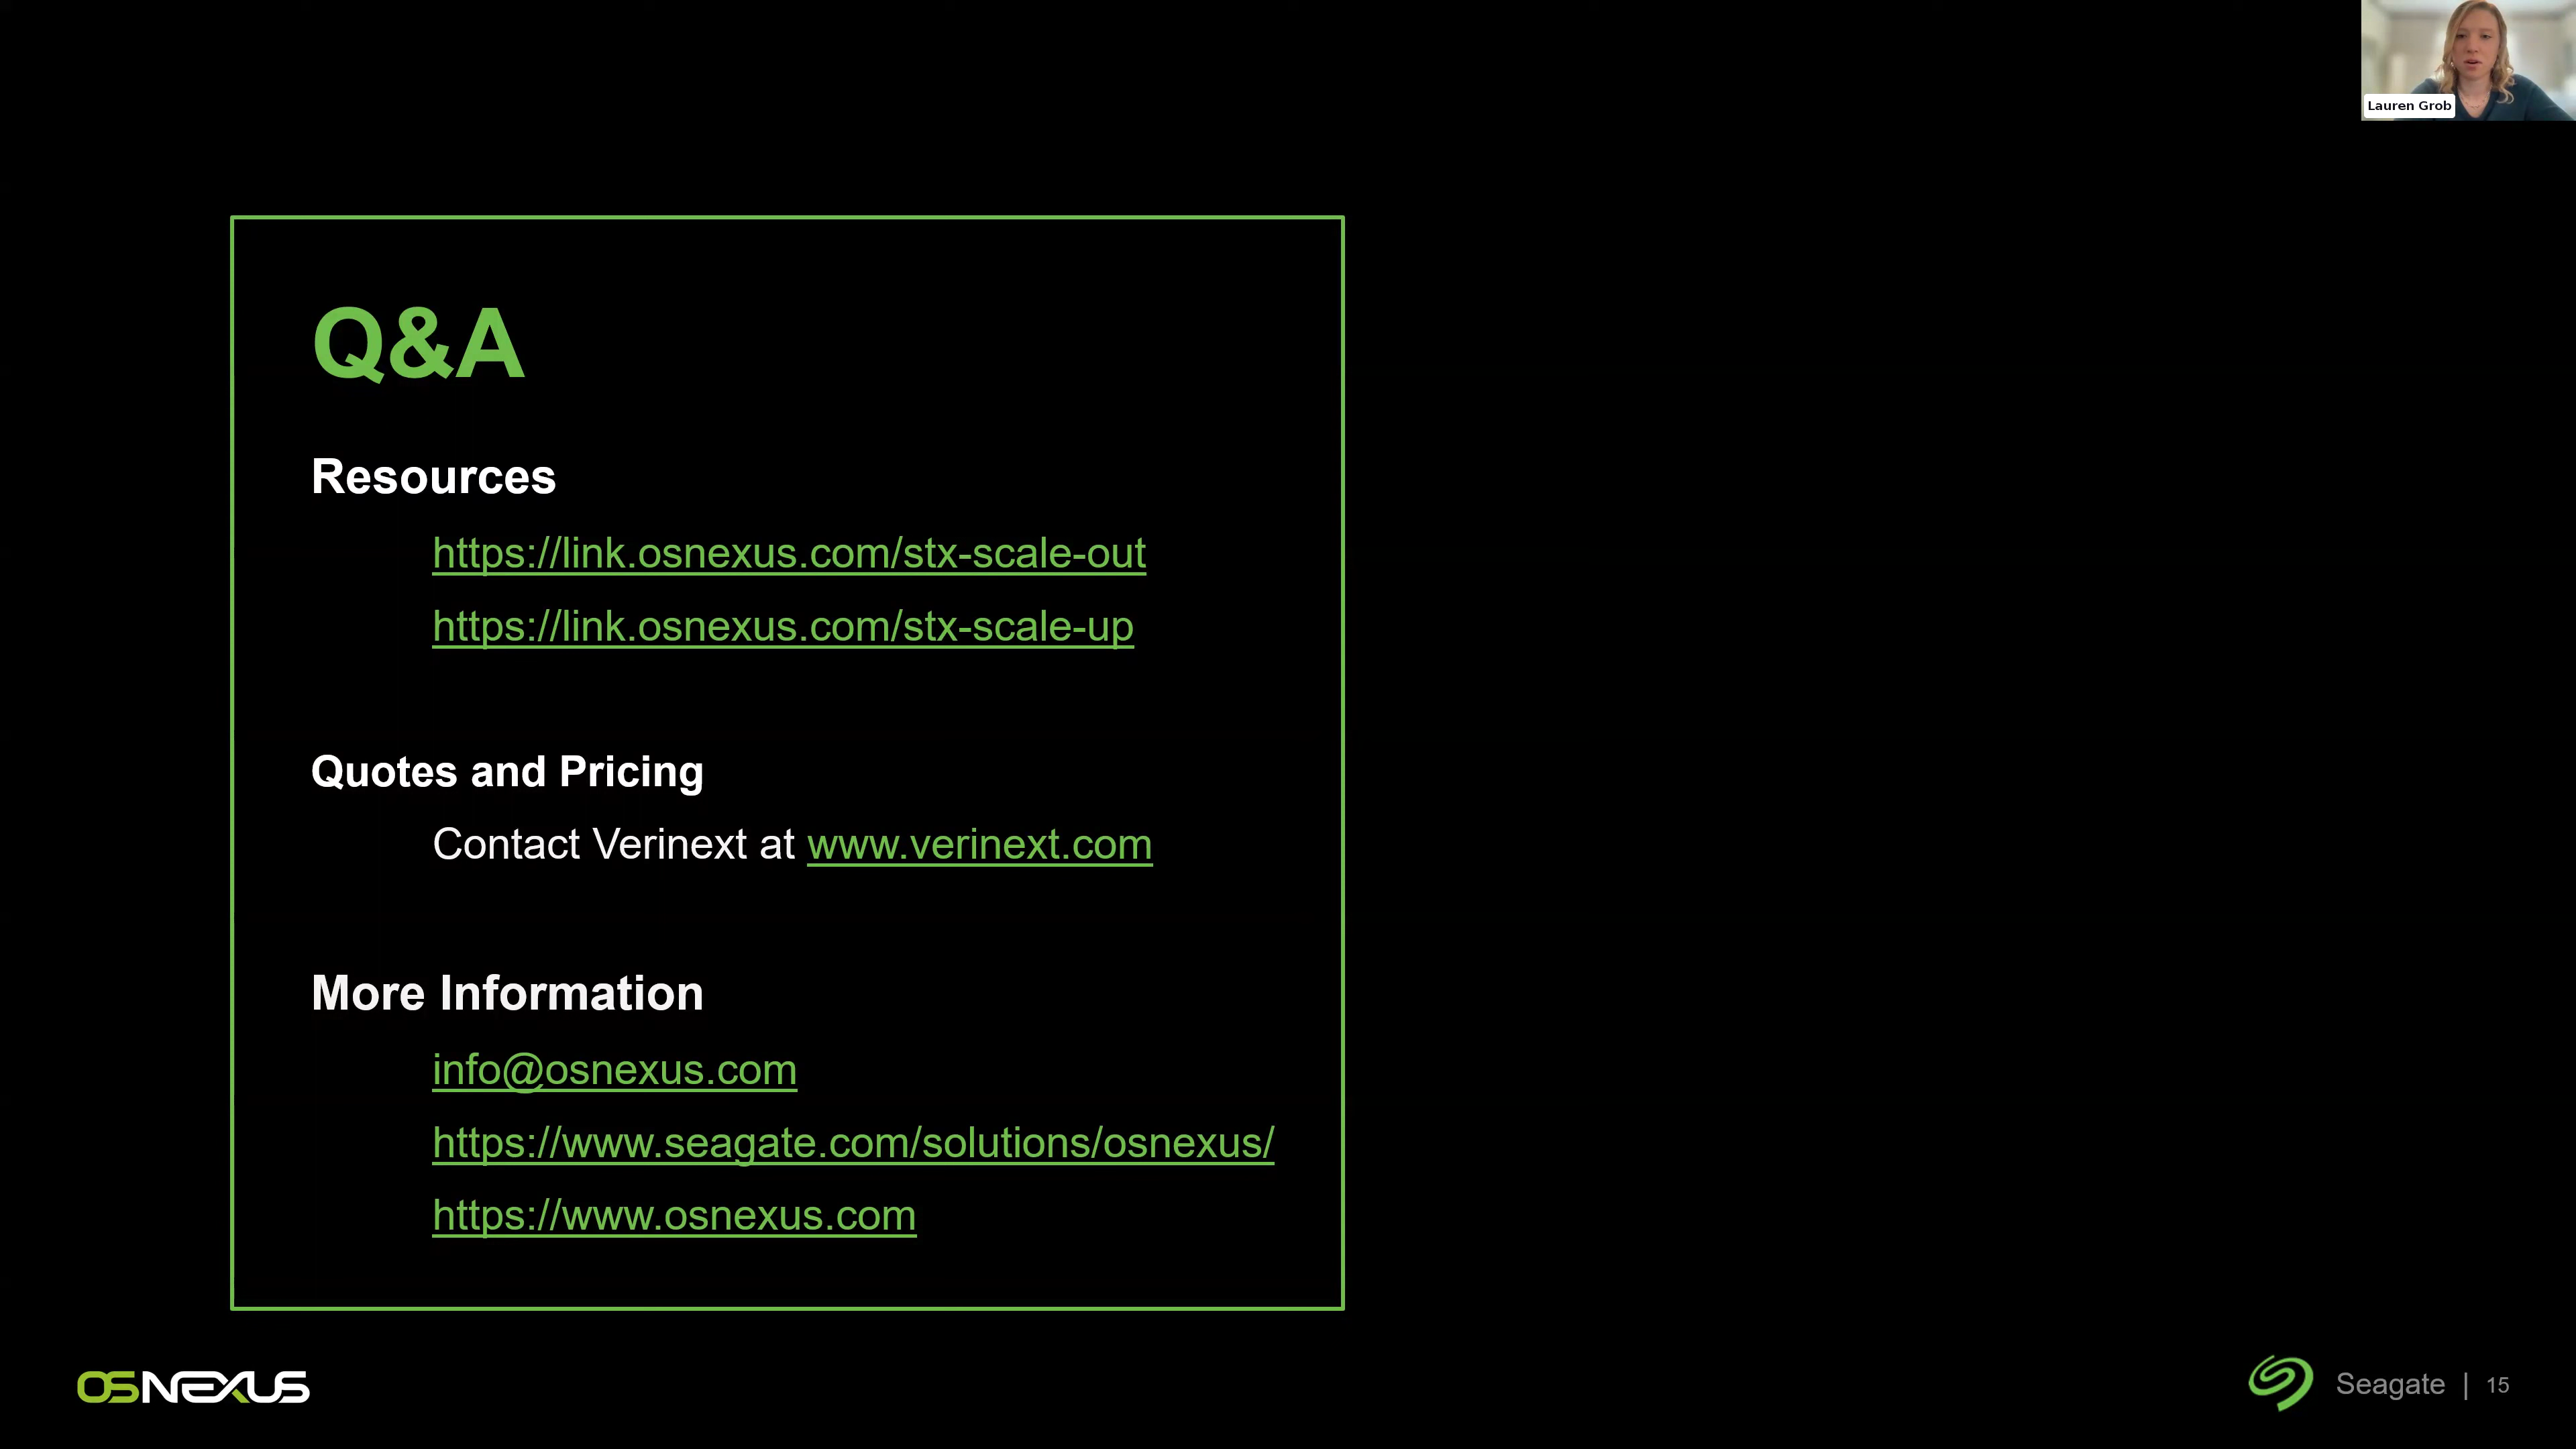 Lauren Grob
Q&A
Resources
https://link.osnexus.com/stx-scale-out
https://link.osnexus.com/stx-scale-up
Quotes and Pricing
Contact Verinext at www.verinext.com
More Information
info@osnexus.com
https://www.seagate.com/solutions/osnexus/
https://www.osnexus.com
OSNEXUS
Seagate | 15